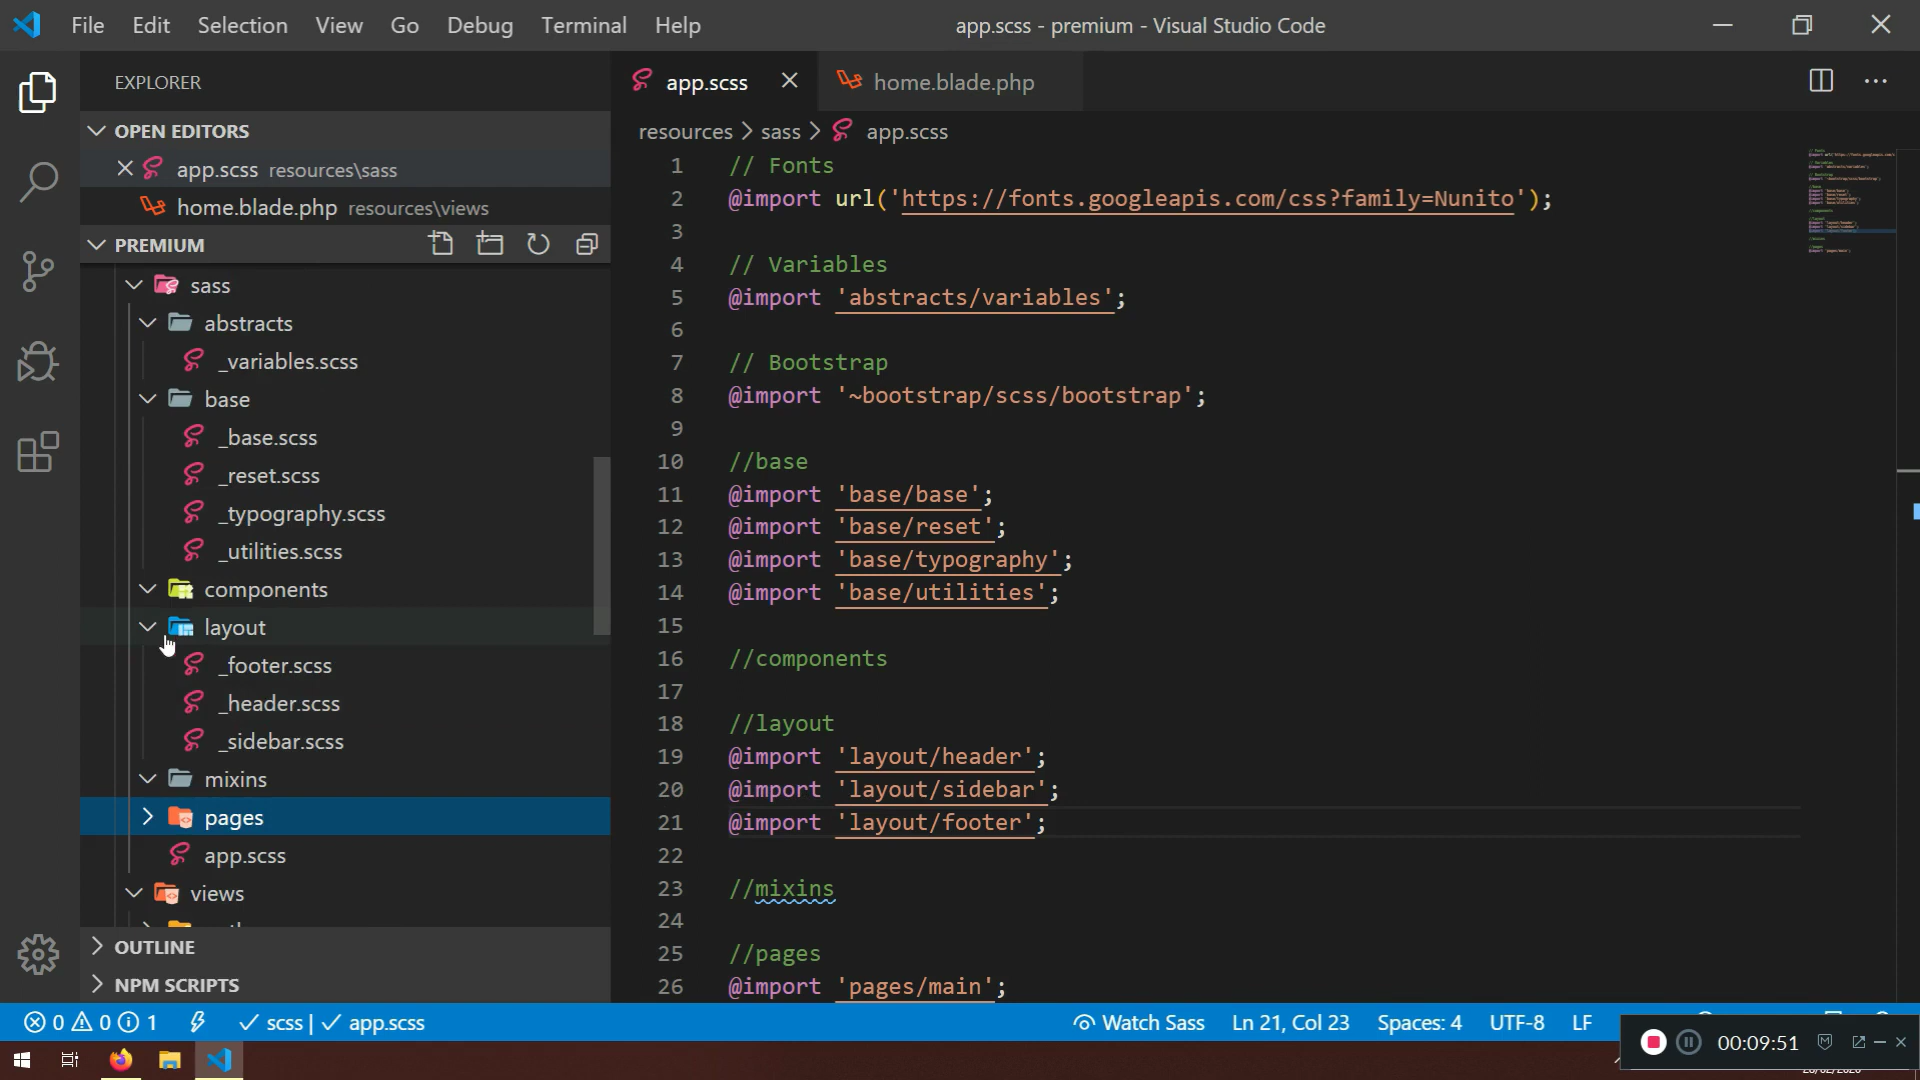 File Edit Selection View Go Debug Terminal Help
app.scss - premium - Visual Studio Code
EXPLORER
OPEN EDITORS
app.scss resources\sass
home.blade.php resources\views
PREMIUM
sass
abstracts
_variables.scss
base
_base.scss
_reset.scss
_typography.scss
_utilities.scss
components
layout
_footer.scss
_header.scss
_sidebar.scss
mixins
pages
app.scss
views
OUTLINE
NPM SCRIPTS
app.scss
home.blade.php
resources > sass > app.scss
1 // Fonts
2 @import url('https://fonts.googleapis.com/css?family=Nunito');
3
4 // Variables
5 @import 'abstracts/variables';
6
7 // Bootstrap
8 @import '~bootstrap/scss/bootstrap';
9
10 //base
11 @import 'base/base';
12 @import 'base/reset';
13 @import 'base/typography';
14 @import 'base/utilities';
15
16 //components
17
18 //layout
19 @import 'layout/header';
20 @import 'layout/sidebar';
21 @import 'layout/footer';
22
23 //mixins
24
25 //pages
26 @import 'pages/main';
0 0 1 scss | app.scss
Watch Sass Ln 21, Col 23 Spaces: 4 UTF-8 LF
00:09:51